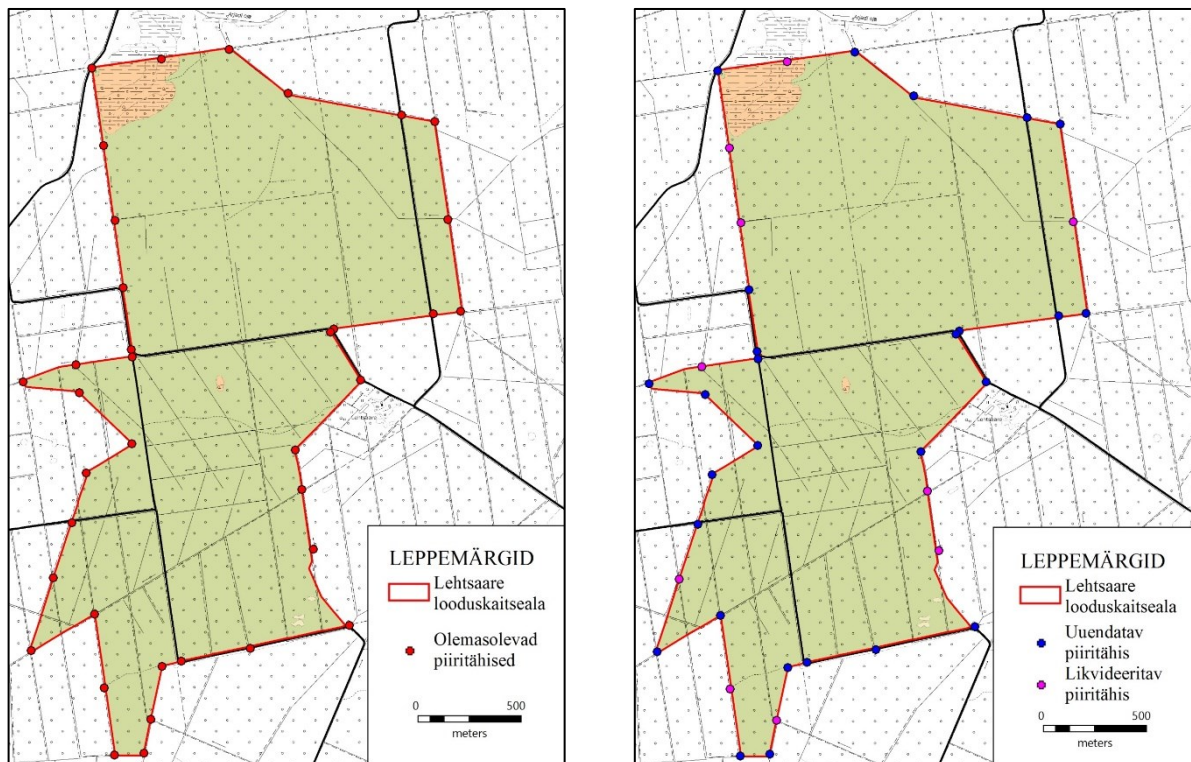 LEPPEMÄRGID
Lehtsaare
looduskaitseala
Olemasolevad
piiritähised
0 500
meters
LEPPEMÄRGID
Lehtsaare
looduskaitseala
Uuendatav
piiritähis
Likvideeritav
piiritähis
0 500
meters